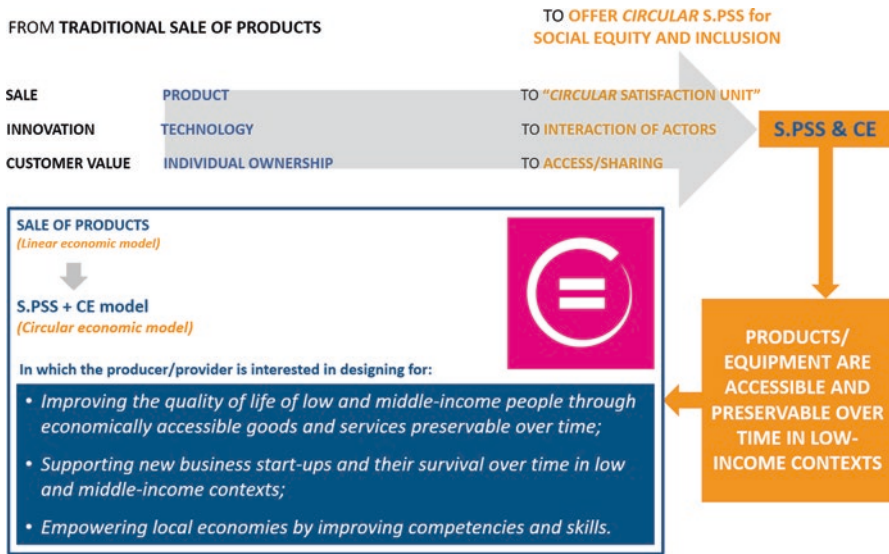 FROM TRADITIONAL SALE OF PRODUCTS
TO OFFER CIRCULAR S.PSS for
SOCIAL EQUITY AND INCLUSION
SALE PRODUCT TO "CIRCULAR SATISFACTION UNIT"
INNOVATION TECHNOLOGY TO INTERACTION OF ACTORS
CUSTOMER VALUE INDIVIDUAL OWNERSHIP TO ACCESS/SHARING
S.PSS & CE
SALE OF PRODUCTS
(Linear economic model)
S.PSS + CE model
(Circular economic model)
In which the producer/provider is interested in designing for:
• Improving the quality of life of low and middle-income people through
economically accessible goods and services preservable over time;
• Supporting new business start-ups and their survival over time in low
and middle-income contexts;
• Empowering local economies by improving competencies and skills.
PRODUCTS/
EQUIPMENT ARE
ACCESSIBLE AND
PRESERVABLE OVER
TIME IN LOW-
INCOME CONTEXTS